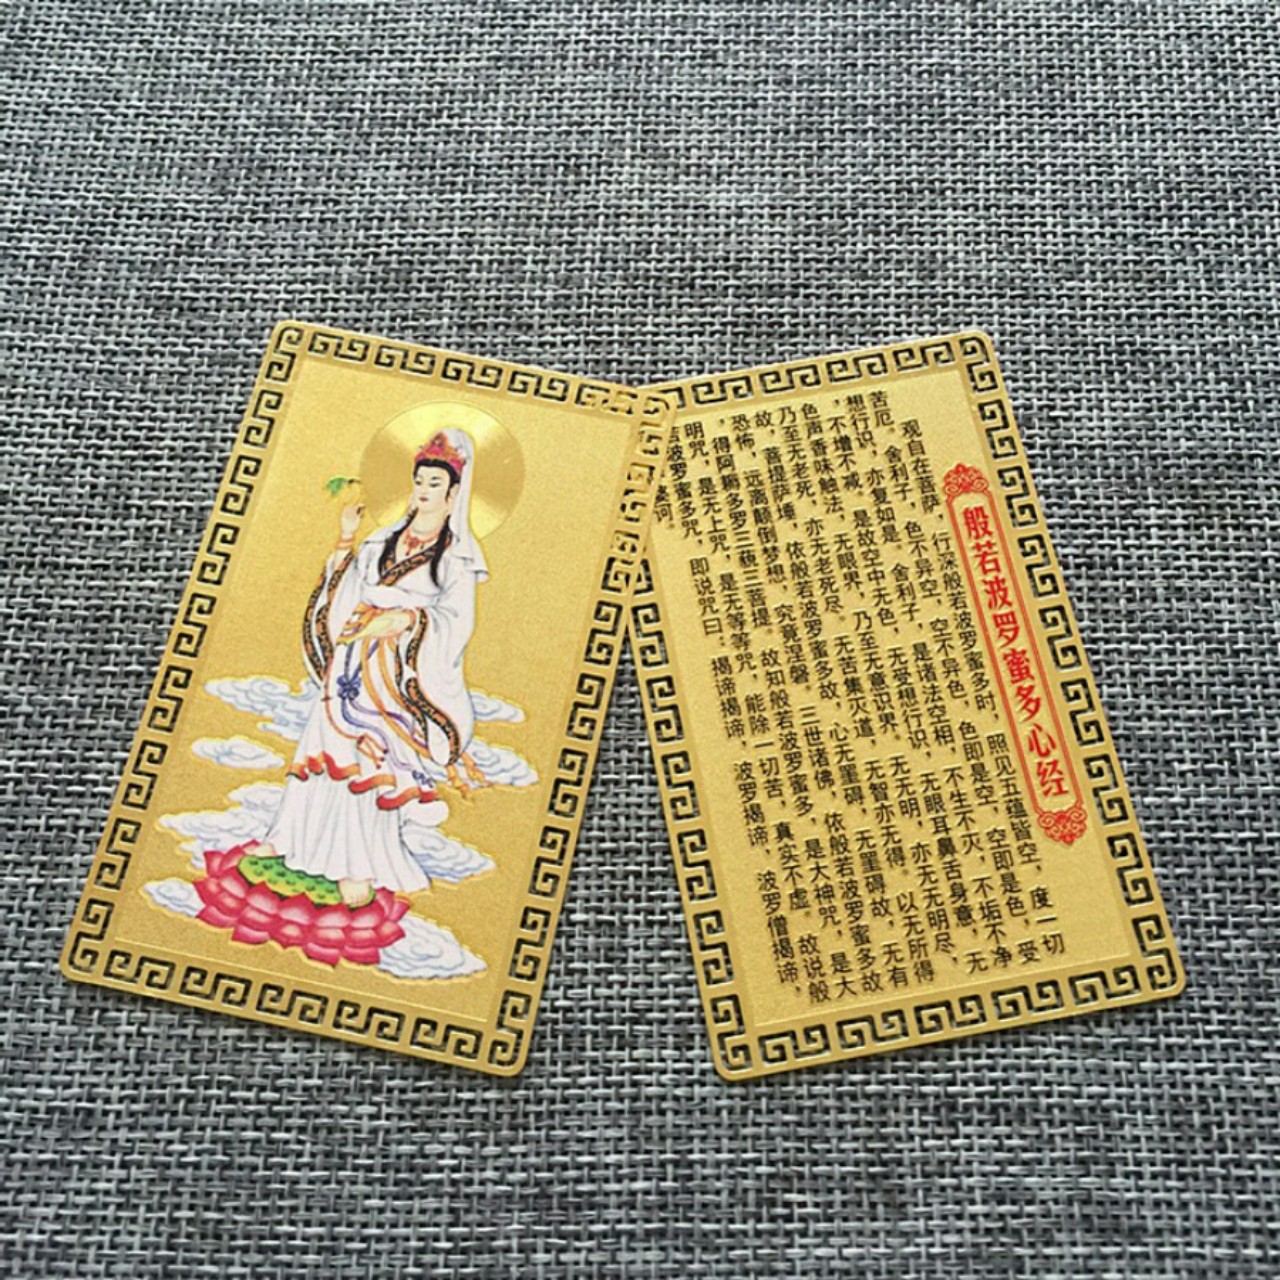 般若波罗蜜多心经
观自在菩萨，行深般若波罗蜜多时，照见五蕴皆空，度一切
苦厄。舍利子，色不异空，空不异色，色即是空，空即是色，受
想行识，亦复如是。舍利子，是诸法空相，不生不灭，不垢不净
，不增不减，是故空中无色，无受想行识，无眼耳鼻舌身意，无
色声香味触法，无眼界，乃至无意识界，无无明，亦无无明尽，
乃至无老死，亦无老死尽。无苦集灭道，无智亦无得。以无所得
故，菩提萨埵，依般若波罗蜜多故，心无罣碍，无罣碍故，无有
恐怖，远离颠倒梦想，究竟涅磐。三世诸佛，依般若波罗蜜多故
，得阿耨多罗三藐三菩提。故知般若波罗蜜多，是大神咒，是大
明咒，是无上咒，是无等等咒，能除一切苦，真实不虚。故说般
若波罗蜜多咒，即说咒曰：揭谛揭谛，波罗揭谛，波罗僧揭谛，
婆诃。